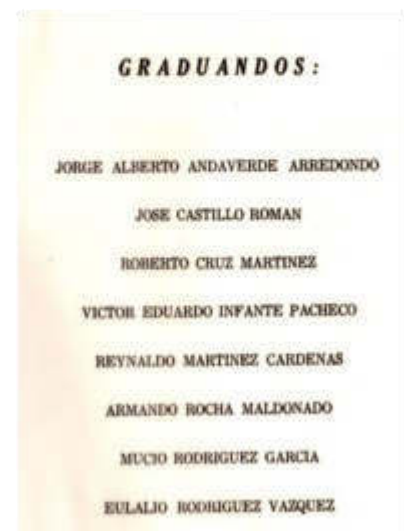 GRADUANDOS:
JORGE ALBERTO ANDAVERDE ARREDONDO
JOSE CASTILLO ROMAN
ROBERTO CRUZ MARTINEZ
VICTOR EDUARDO INFANTE PACHECO
REYNALDO MARTINEZ CARDENAS
ARMANDO ROCHA MALDONADO
MUCIO RODRIGUEZ GARCIA
EULALIO RODRIGUEZ VAZQUEZ